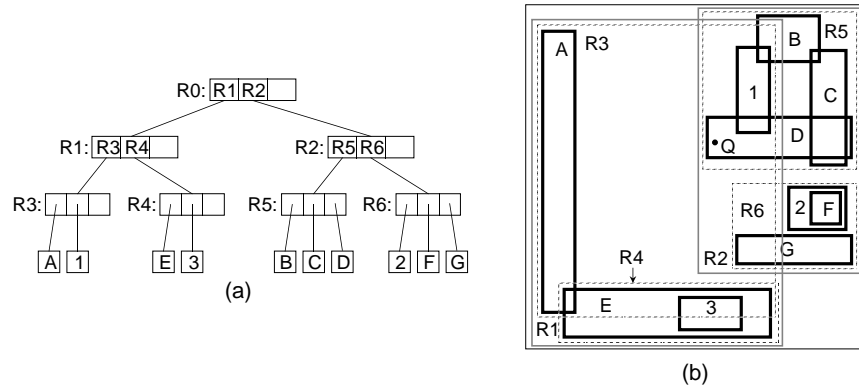 R0: R1 R2
R1: R3 R4
R2: R5 R6
R3:
R4:
R5:
R6:
A 1
E 3
B C D
2 F G
(a)
A R3
B R5
1 C
Q D
R6 2 F
R2 G
R4
E 3
R1
(b)